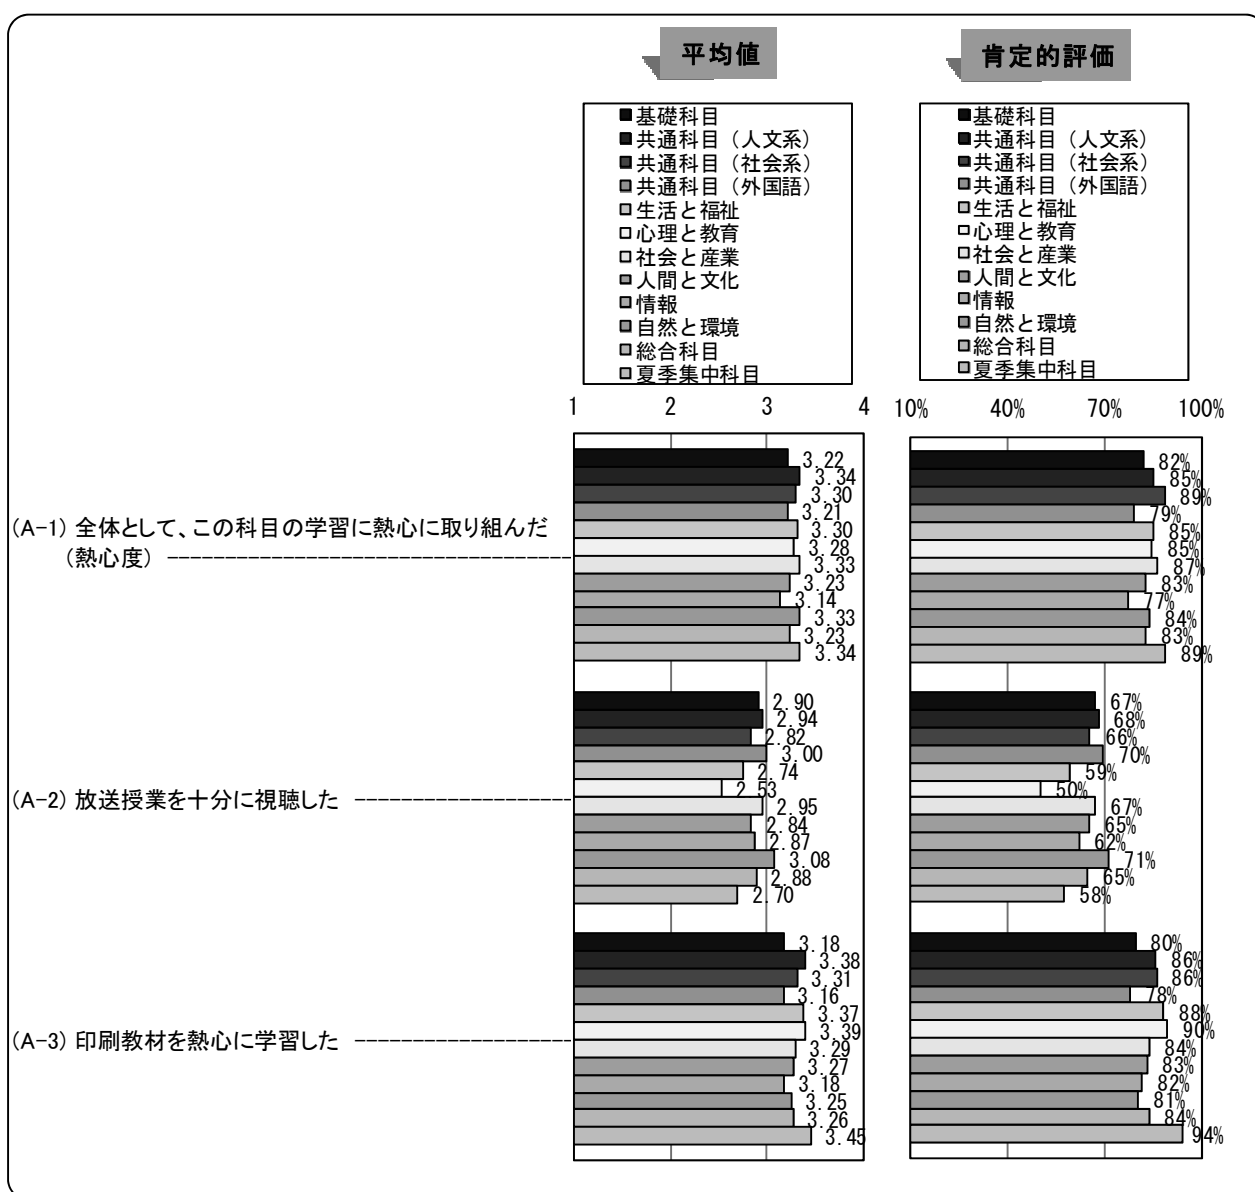 平均値
肯定的評価
基礎科目
共通科目（人文系）
共通科目（社会系）
共通科目（外国語）
生活と福祉
心理と教育
社会と産業
人間と文化
情報
自然と環境
総合科目
夏季集中科目
基礎科目
共通科目（人文系）
共通科目（社会系）
共通科目（外国語）
生活と福祉
心理と教育
社会と産業
人間と文化
情報
自然と環境
総合科目
夏季集中科目
1 2 3 4
10% 40% 70% 100%
(A-1) 全体として、この科目の学習に熱心に取り組んだ
(熱心度)
3.22
3.34
3.30
3.21
3.30
3.28
3.33
3.23
3.14
3.33
3.23
3.34
82%
85%
89%
79%
85%
85%
87%
83%
77%
84%
83%
89%
(A-2) 放送授業を十分に視聴した
2.90
2.94
2.82
3.00
2.74
2.53
2.95
2.84
2.87
3.08
2.88
2.70
67%
68%
66%
70%
59%
50%
67%
65%
62%
71%
65%
58%
(A-3) 印刷教材を熱心に学習した
3.18
3.38
3.31
3.16
3.37
3.39
3.29
3.27
3.18
3.25
3.26
3.45
80%
86%
86%
78%
88%
90%
84%
83%
82%
81%
84%
94%